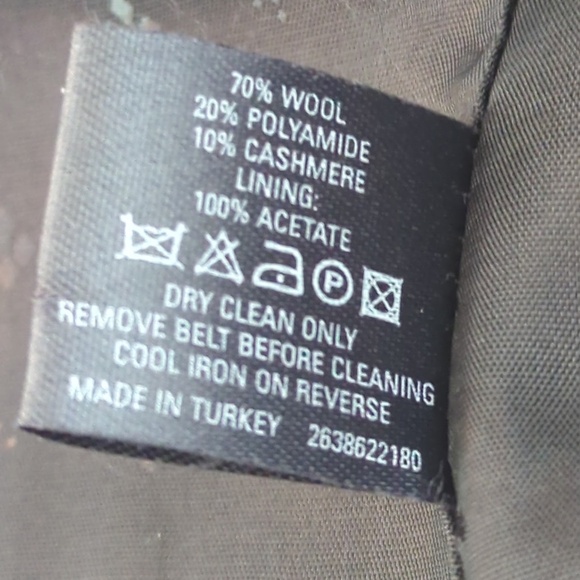 70% WOOL
20% POLYAMIDE
10% CASHMERE
LINING:
100% ACETATE
P
DRY CLEAN ONLY
REMOVE BELT BEFORE CLEANING
COOL IRON ON REVERSE
MADE IN TURKEY 2638622180